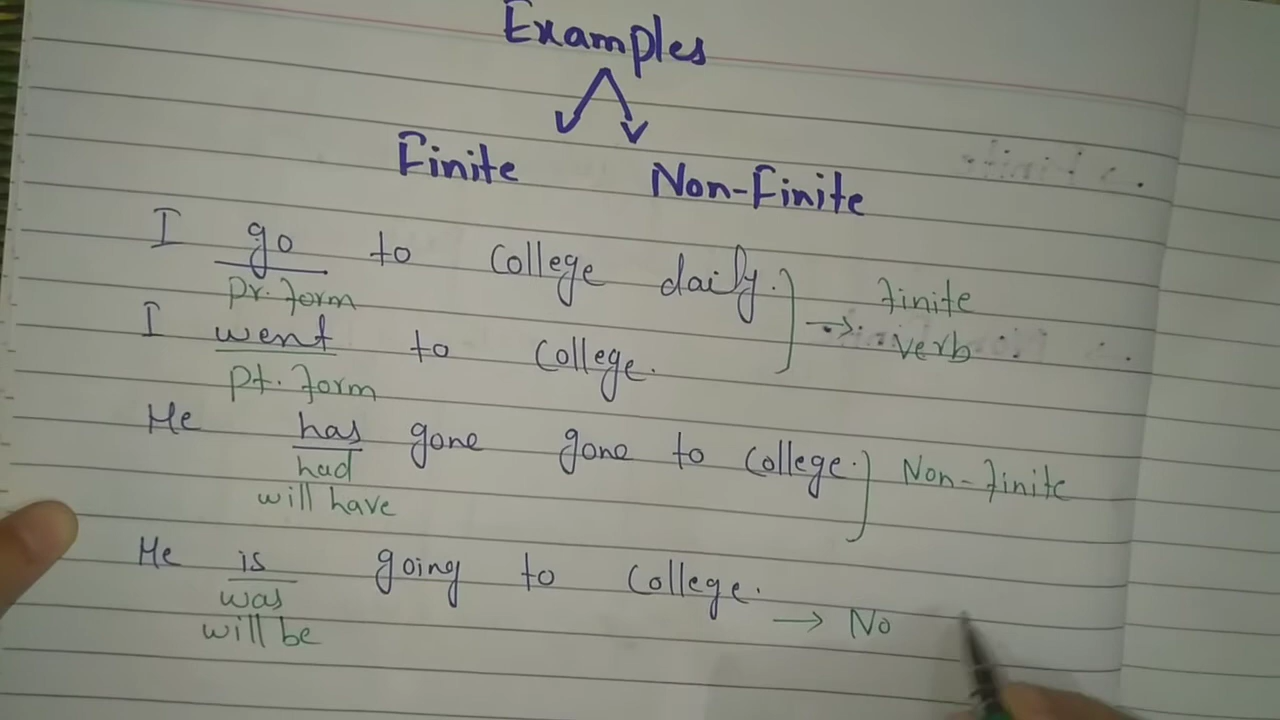 Examples
Finite Non-Finite
I go to College daily.
pr. form
finite
verb
I went to College.
pt. form
He has gone gone to College.
had
will have
Non-finite
He is going to College.
was
will be
→ No